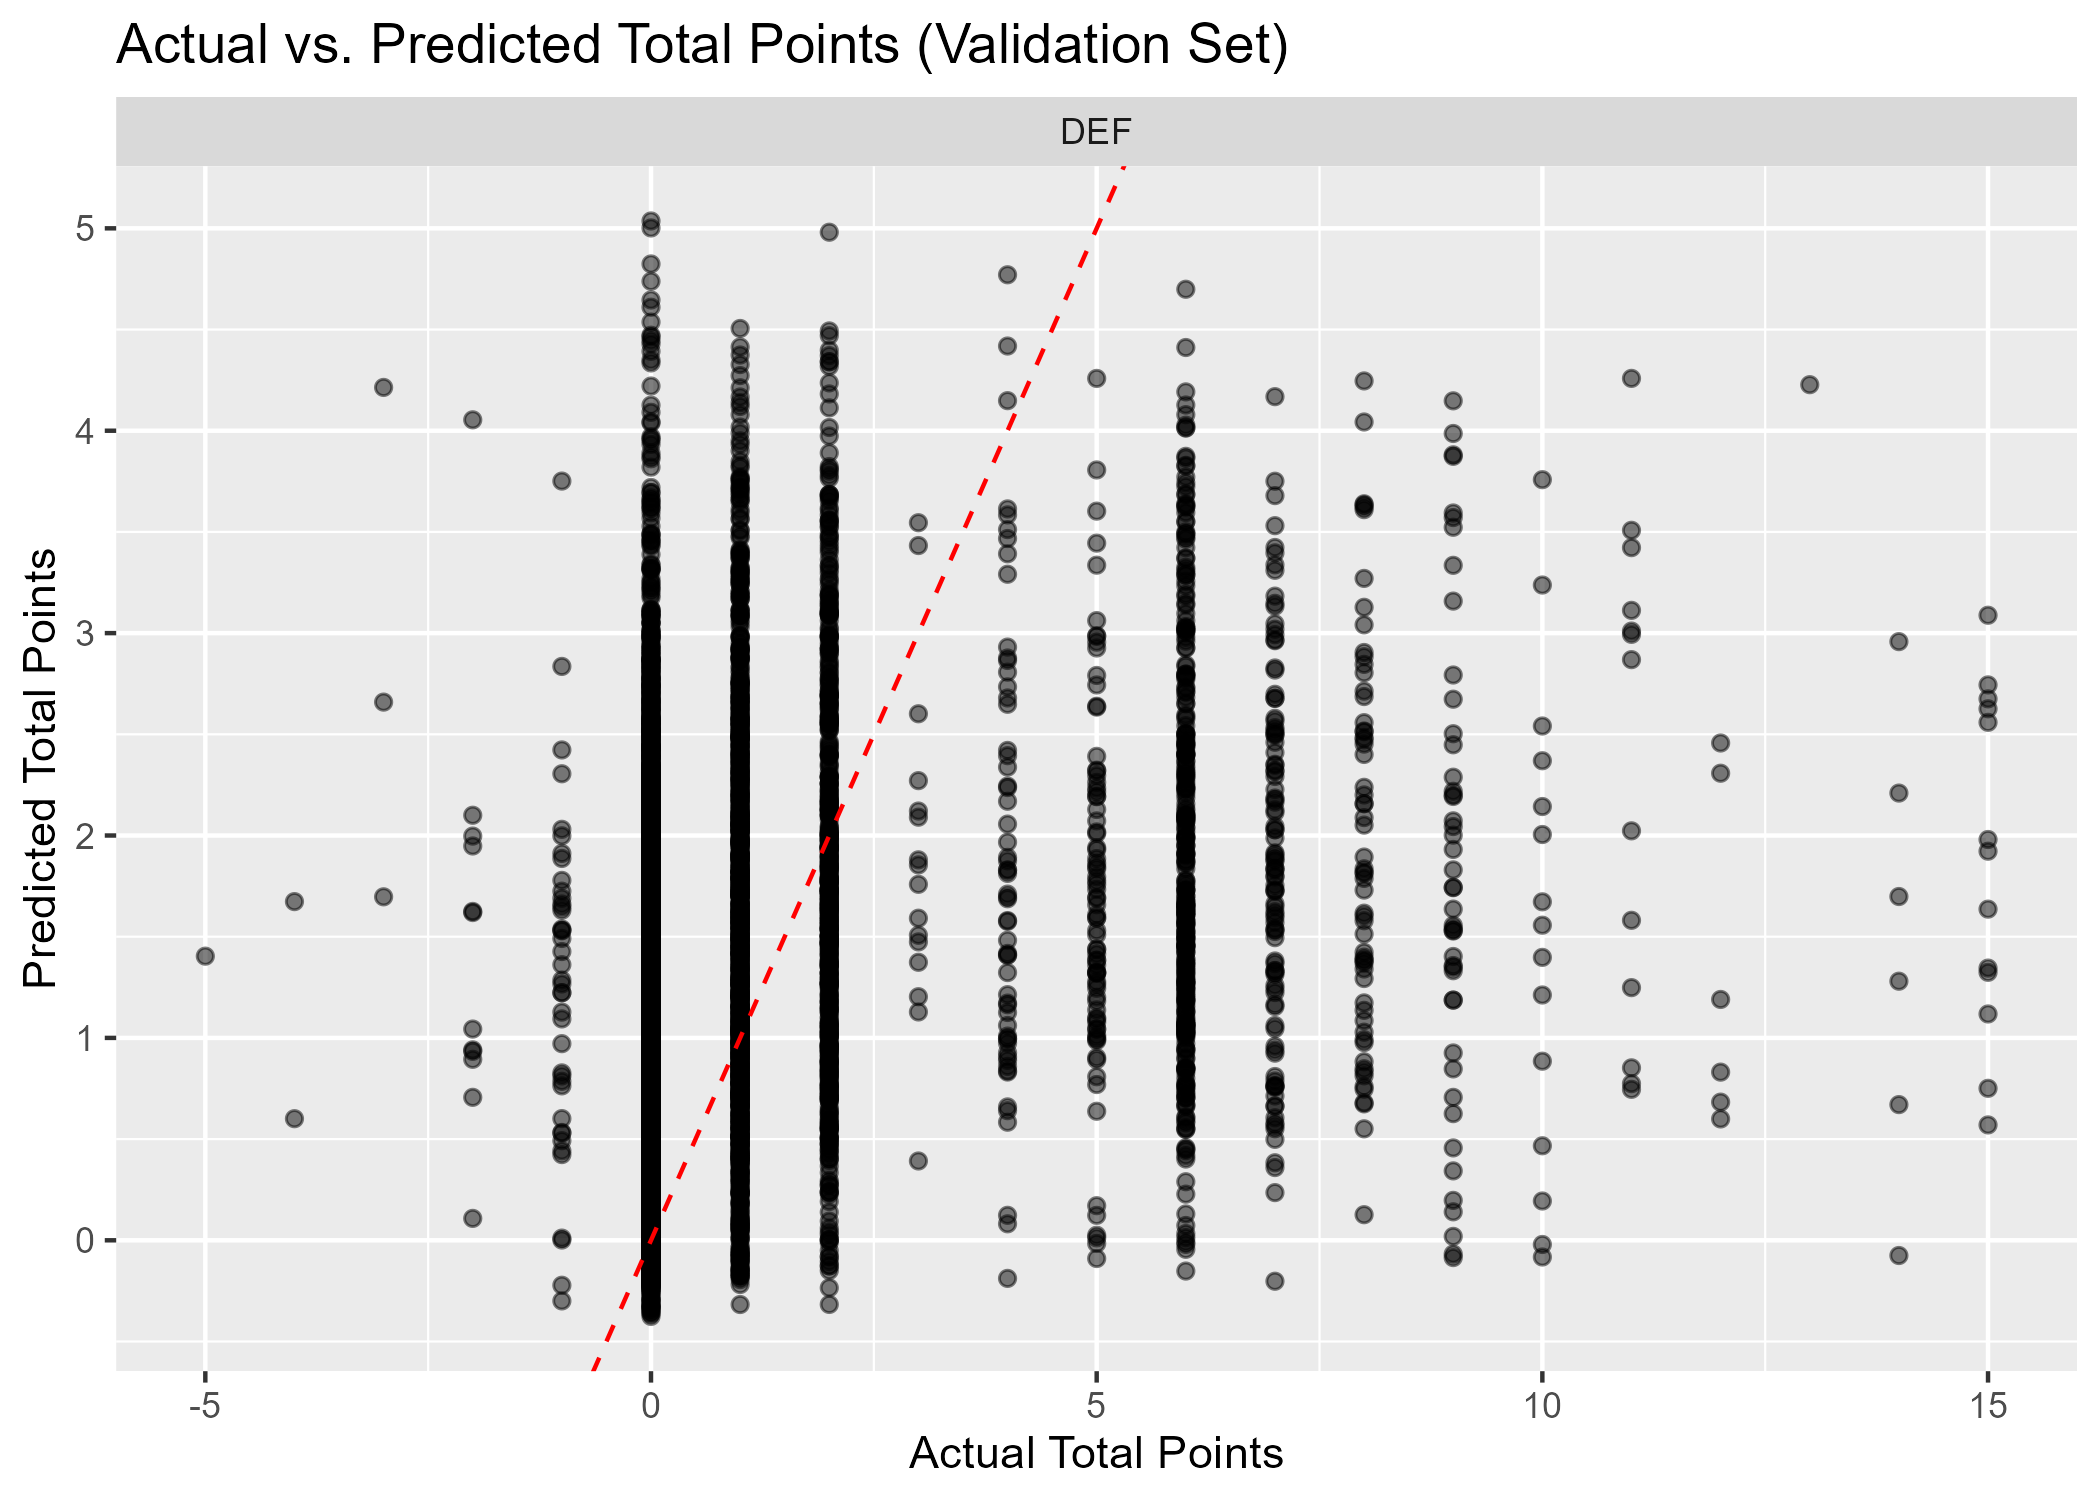 Actual vs. Predicted Total Points (Validation Set)
DEF
Predicted Total Points
5
4
3
2
1
0
-5
0
5
10
15
Actual Total Points